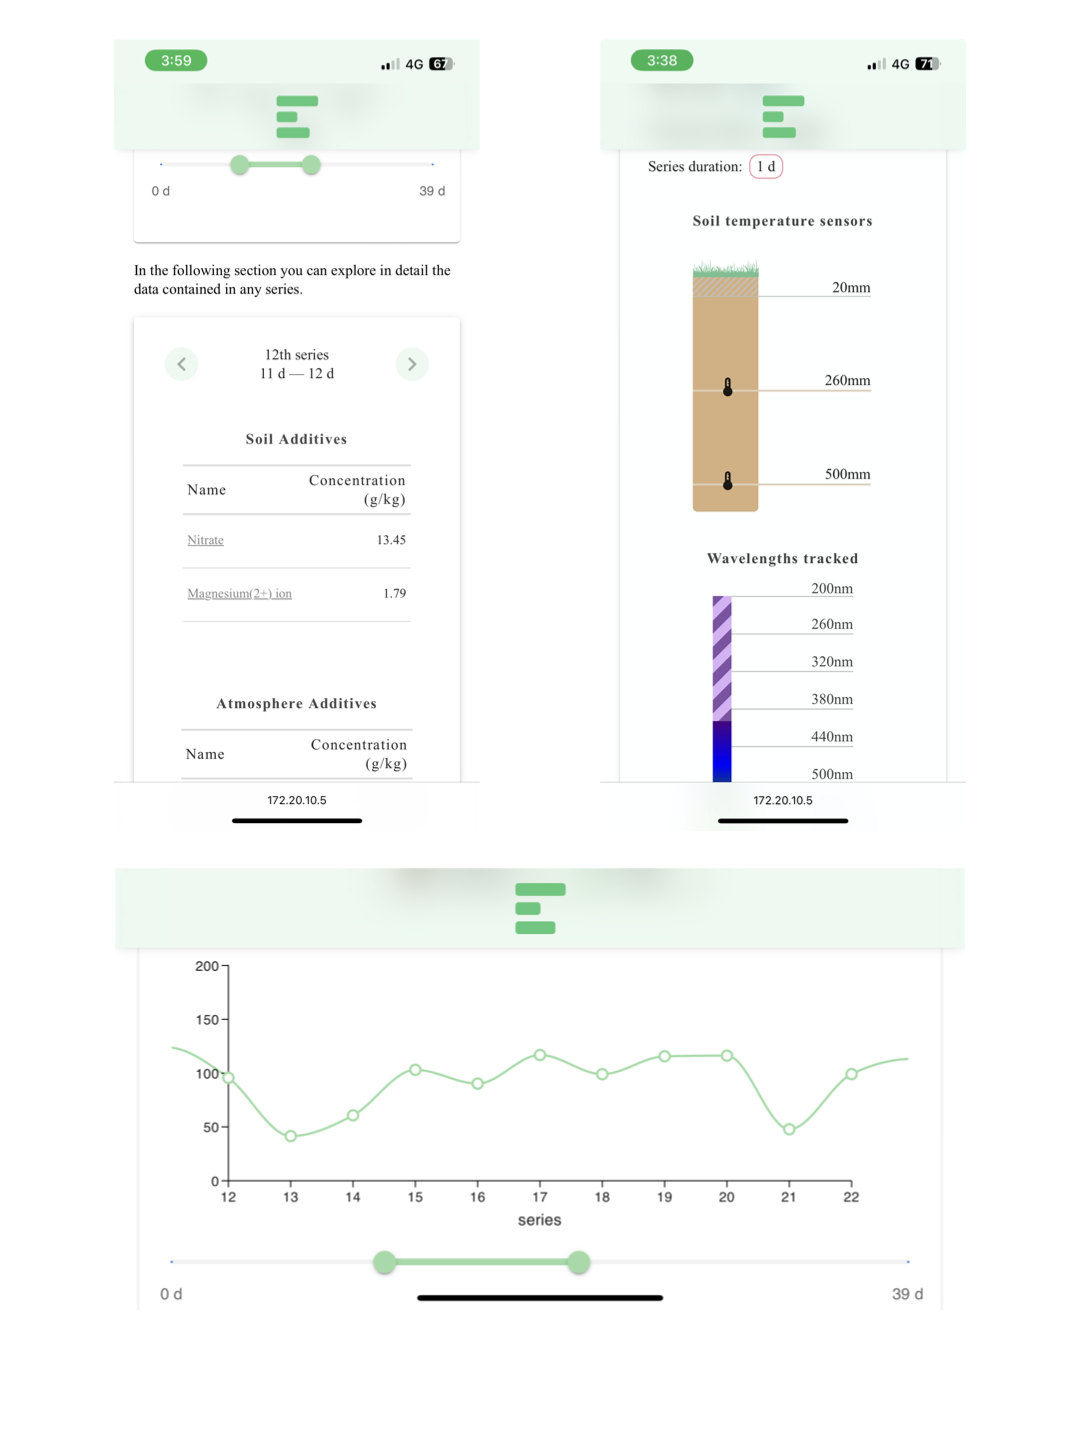 3:59
4G 67
0 d
39 d
In the following section you can explore in detail the
data contained in any series.
12th series
11 d — 12 d
Soil Additives
Name
Concentration
(g/kg)
Nitrate
13.45
Magnesium(2+) ion
1.79
Atmosphere Additives
Name
Concentration
(g/kg)
172.20.10.5
3:38
4G 71
Series duration: 1 d
Soil temperature sensors
20mm
260mm
500mm
Wavelengths tracked
200nm
260nm
320nm
380nm
440nm
500nm
172.20.10.5
200
150
100
50
0
12 13 14 15 16 17 18 19 20 21 22
series
0 d
39 d